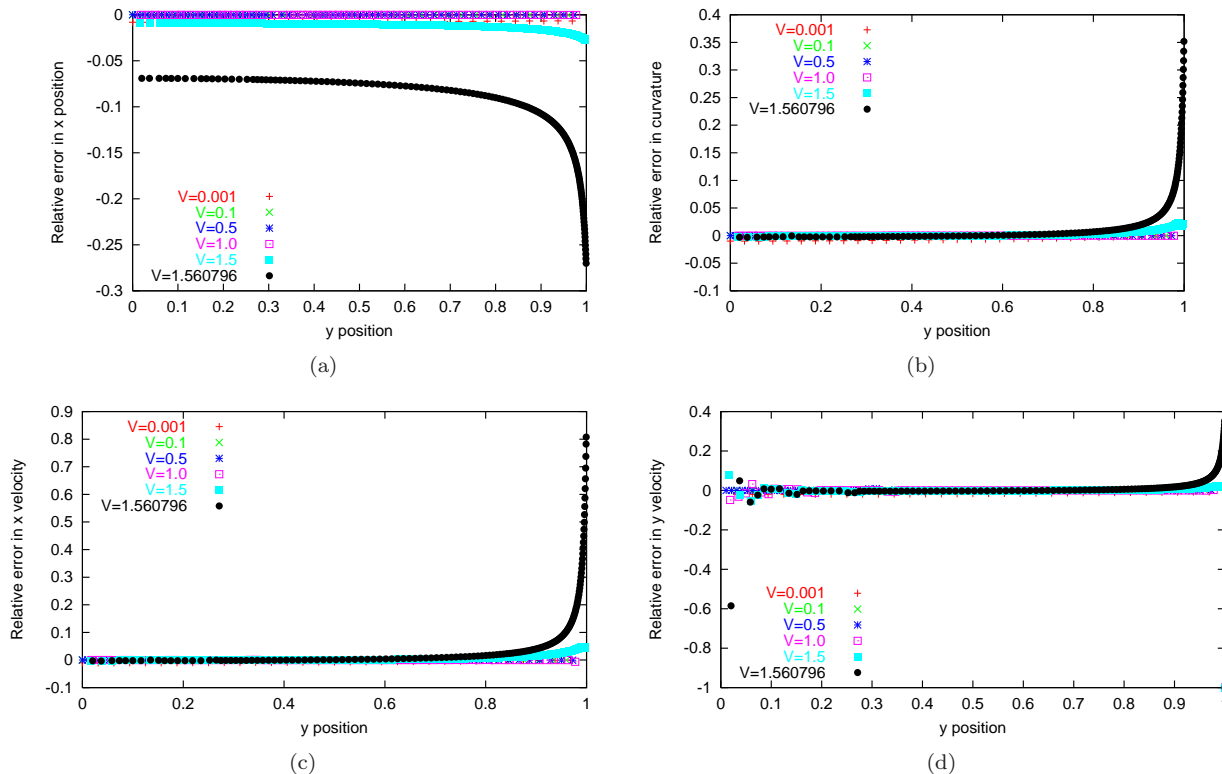 0
-0.05
-0.1
-0.15
-0.2
-0.25
-0.3
Relative error in x position
V=0.001
V=0.1
V=0.5
V=1.0
V=1.5
V=1.560796
0 0.1 0.2 0.3 0.4 0.5 0.6 0.7 0.8 0.9 1
y position
(a)
0.4
0.35
0.3
0.25
0.2
0.15
0.1
0.05
0
-0.05
-0.1
Relative error in curvature
V=0.001
V=0.1
V=0.5
V=1.0
V=1.5
V=1.560796
0 0.2 0.4 0.6 0.8 1
y position
(b)
0.9
0.8
0.7
0.6
0.5
0.4
0.3
0.2
0.1
0
-0.1
Relative error in x velocity
V=0.001
V=0.1
V=0.5
V=1.0
V=1.5
V=1.560796
0 0.2 0.4 0.6 0.8 1
y position
(c)
0.4
0.2
0
-0.2
-0.4
-0.6
-0.8
-1
Relative error in y velocity
V=0.001
V=0.1
V=0.5
V=1.0
V=1.5
V=1.560796
0 0.1 0.2 0.3 0.4 0.5 0.6 0.7 0.8 0.9
y position
(d)